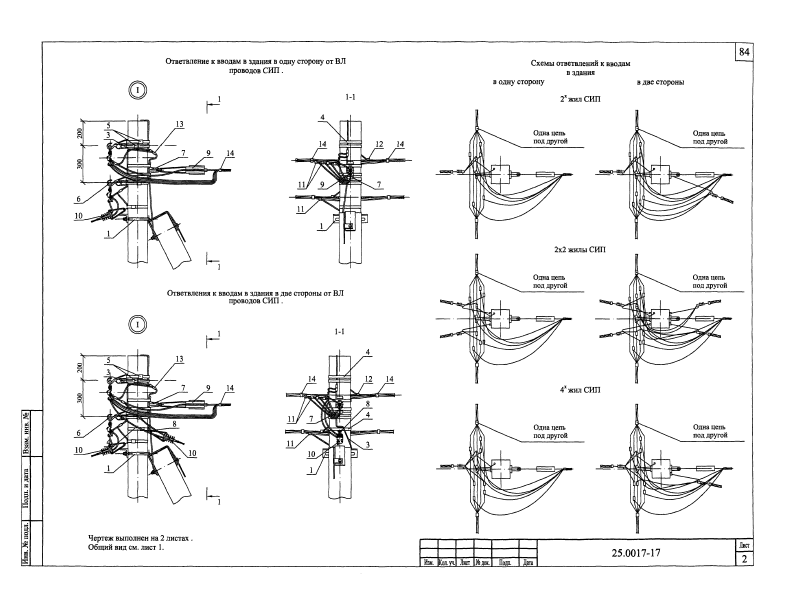 84
Ответвление к вводам в здания в одну сторону от ВЛ
проводов СИП .
I
1
1-1
200
300
5
3
13
7
9
14
6
10
1
1
4
14
12
14
11
9
7
11
1
Ответвления к вводам в здания в две стороны от ВЛ
проводов СИП .
I
1
1-1
200
300
5
3
13
7
9
14
6
8
10
10
1
1
4
14
12
14
8
11
7
4
11
10
3
1
Схемы ответвлений к вводам
в здания
в одну сторону
в две стороны
2х жил СИП
Одна цепь
под другой
Одна цепь
под другой
2х2 жилы СИП
Одна цепь
под другой
Одна цепь
под другой
4х жил СИП
Одна цепь
под другой
Одна цепь
под другой
Чертеж выполнен на 2 листах .
Общий вид см. лист 1.
Взам. инв. №
Подп. и дата
Инв. № подл.
Изм.
Кол. уч.
Лист
№ док.
Подп.
Дата
25.0017-17
Лист
2